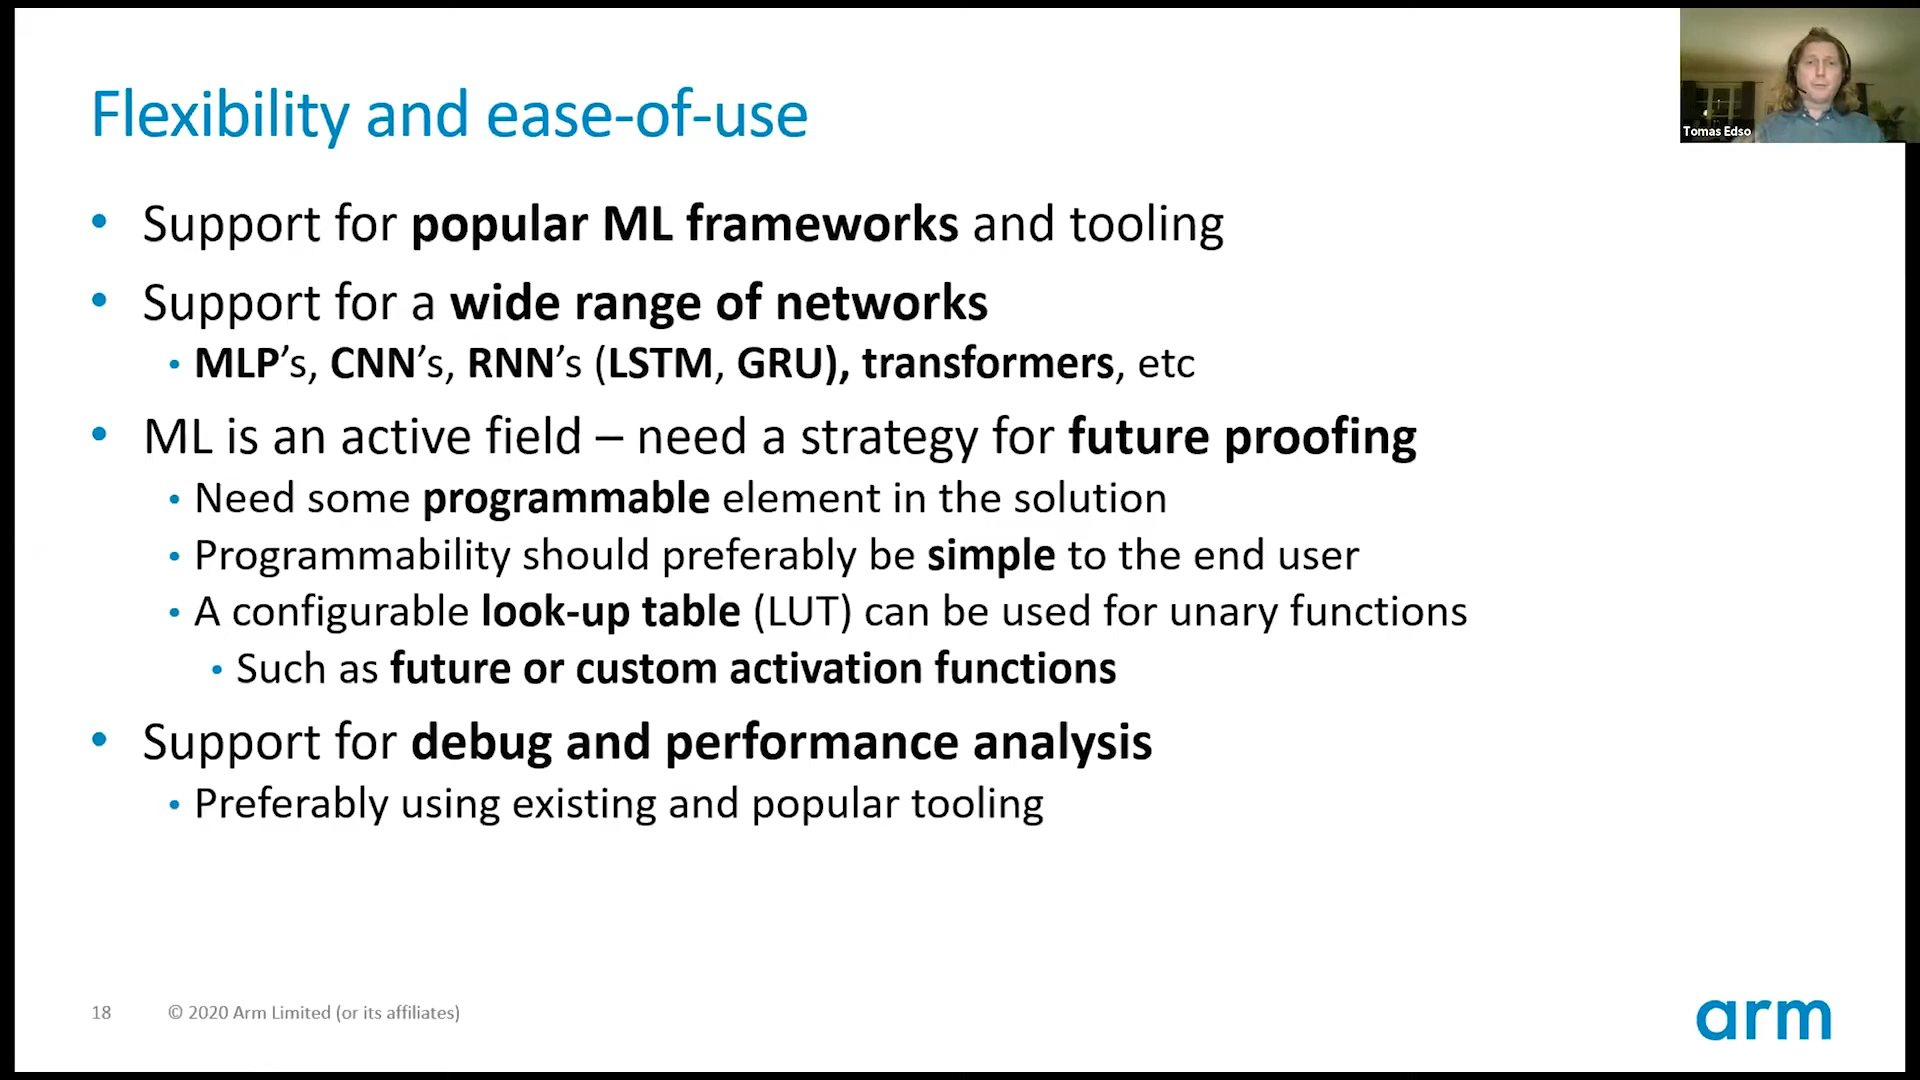 Flexibility and ease-of-use
Tomas Edso
• Support for popular ML frameworks and tooling
• Support for a wide range of networks
• MLP’s, CNN’s, RNN’s (LSTM, GRU), transformers, etc
• ML is an active field – need a strategy for future proofing
• Need some programmable element in the solution
• Programmability should preferably be simple to the end user
• A configurable look-up table (LUT) can be used for unary functions
• Such as future or custom activation functions
• Support for debug and performance analysis
• Preferably using existing and popular tooling
18 © 2020 Arm Limited (or its affiliates)
arm